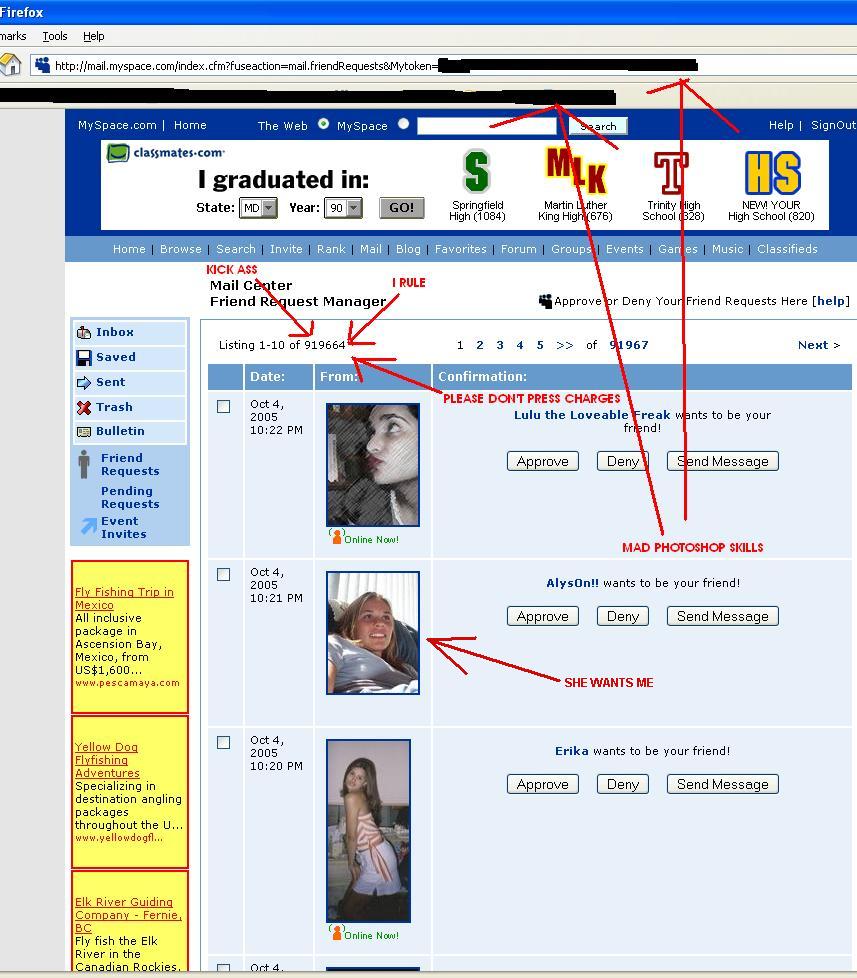 Firefox
marks Tools Help
http://mail.myspace.com/index.cfm?fuseaction=mail.friendRequests&Mytoken=
MySpace.com | Home The Web MySpace Search Help | SignOut
classmates.com
I graduated in:
State: MD Year: 90 GO!
S
Springfield
High (1084)
MLK
Martin Luther
King High (676)
T
Trinity High
School (328)
HS
NEW! YOUR
High School (820)
Home | Browse | Search | Invite | Rank | Mail | Blog | Favorites | Forum | Groups | Events | Games | Music | Classifieds
KICK ASS
I RULE
Mail Center
Friend Request Manager
Approve or Deny Your Friend Requests Here [help]
Inbox
Saved
Sent
Trash
Bulletin
Friend
Requests
Pending
Requests
Event
Invites
Listing 1-10 of 919664
1 2 3 4 5 >> of 91967 Next >
Date: From: Confirmation:
PLEASE DON'T PRESS CHARGES
Oct 4,
2005
10:22 PM
Online Now!
Lulu the Loveable Freak wants to be your
friend!
Approve Deny Send Message
MAD PHOTOSHOP SKILLS
Oct 4,
2005
10:21 PM
AlysOn!! wants to be your friend!
Approve Deny Send Message
SHE WANTS ME
Oct 4,
2005
10:20 PM
Online Now!
Erika wants to be your friend!
Approve Deny Send Message
Oct 4,
Fly Fishing Trip in
Mexico
All inclusive
package in
Ascension Bay,
Mexico, from
US$1,600...
www.pescamaya.com
Yellow Dog
Flyfishing
Adventures
Specializing in
destination angling
packages
throughout the U...
www.yellowdogfl...
Elk River Guiding
Company - Fernie,
BC
Fly fish the Elk
River in the
Canadian Rockies.